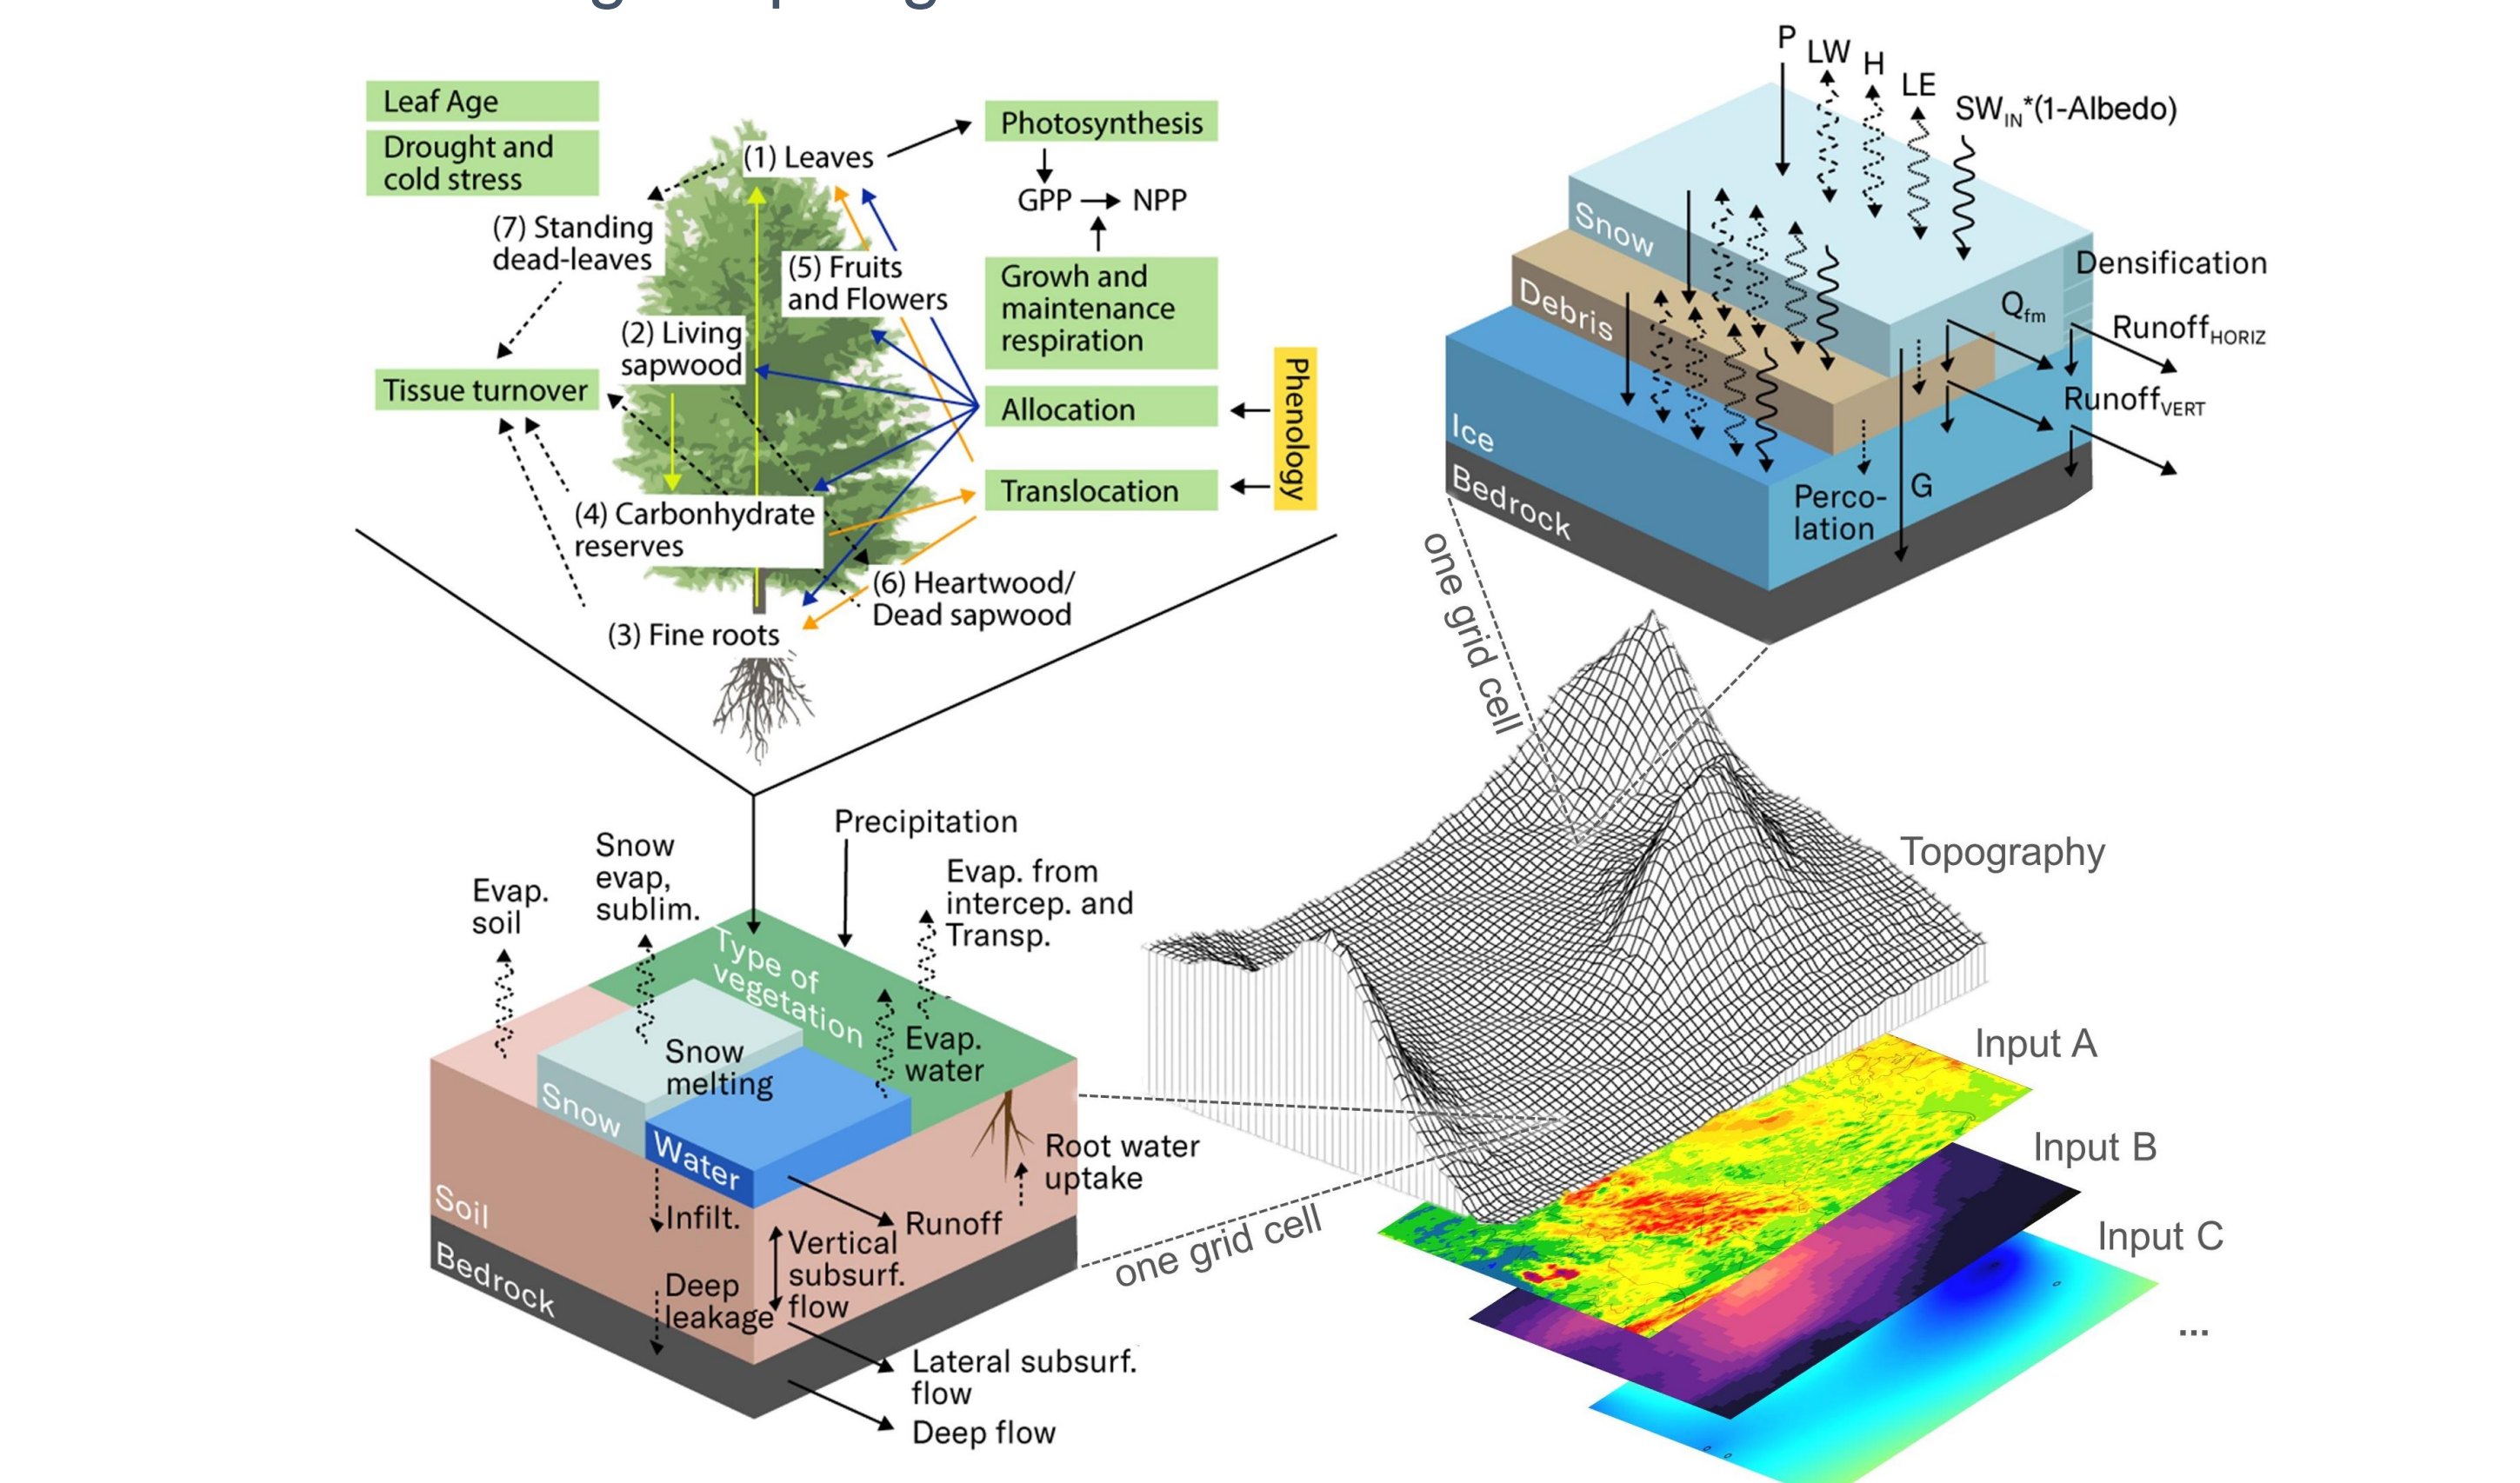 Leaf Age
Drought and
cold stress
(1) Leaves
Photosynthesis
GPP
NPP
(7) Standing
dead-leaves
(5) Fruits
and Flowers
Growh and
maintenance
respiration
(2) Living
sapwood
Tissue turnover
Allocation
Translocation
Phenology
(4) Carbonhydrate
reserves
(6) Heartwood/
Dead sapwood
(3) Fine roots
P
LW
H
LE
SWIN*(1-Albedo)
Snow
Debris
Ice
Bedrock
Densification
Qfm
RunoffHORIZ
RunoffVERT
Perco-
lation
G
one grid cell
Topography
Precipitation
Snow
evap,
sublim.
Evap.
soil
Evap. from
intercep. and
Transp.
Type of
vegetation
Snow
melting
Evap.
water
Snow
Water
Root water
uptake
Soil
Infilt.
Runoff
Vertical
subsurf.
flow
Bedrock
Deep
leakage
Lateral subsurf.
flow
Deep flow
one grid cell
Input A
Input B
Input C
...